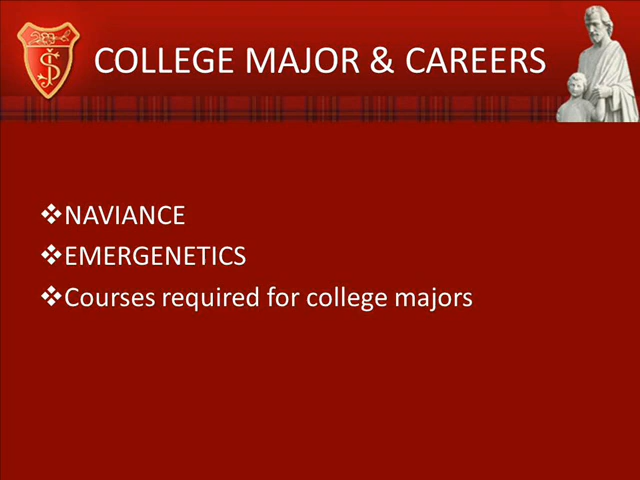 COLLEGE MAJOR & CAREERS
NAVIANCE
EMERGENETICS
Courses required for college majors